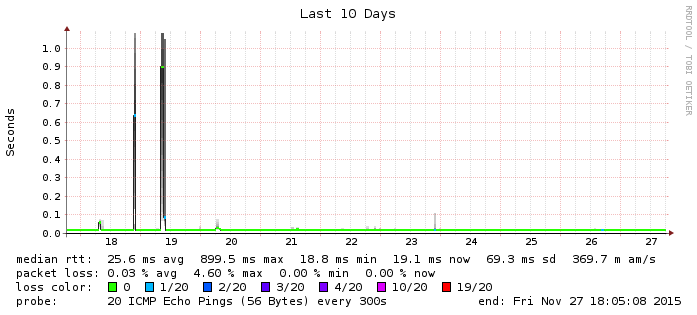 Last 10 Days
RRDTOOL / TOBI OETIKER
Seconds
1.0
0.9
0.8
0.7
0.6
0.5
0.4
0.3
0.2
0.1
0.0
18 19 20 21 22 23 24 25 26 27
median rtt: 25.6 ms avg 899.5 ms max 18.8 ms min 19.1 ms now 69.3 ms sd 369.7 m am/s
packet loss: 0.03 % avg 4.60 % max 0.00 % min 0.00 % now
loss color: 0 1/20 2/20 3/20 4/20 10/20 19/20
probe: 20 ICMP Echo Pings (56 Bytes) every 300s end: Fri Nov 27 18:05:08 2015